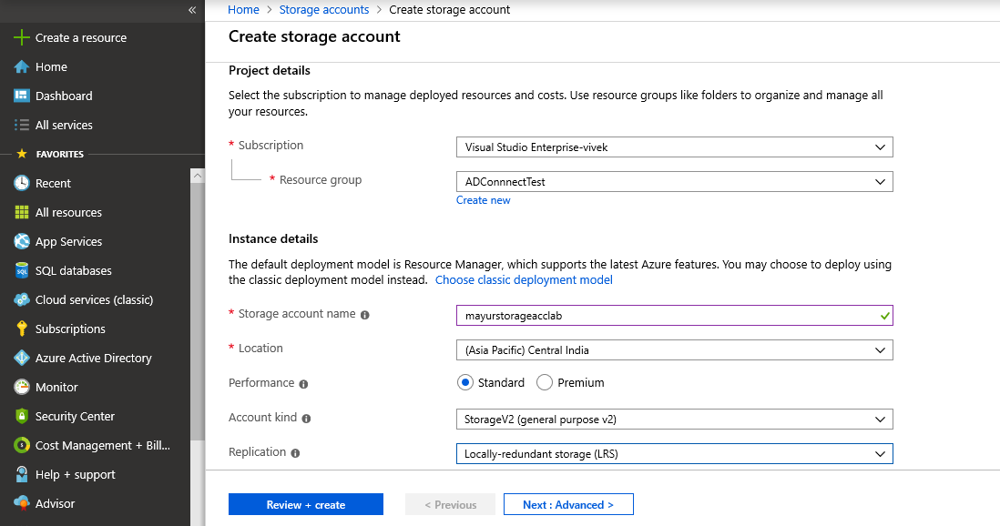 «
Create a resource
Home
Dashboard
All services
FAVORITES
Recent
All resources
App Services
SQL databases
Cloud services (classic)
Subscriptions
Azure Active Directory
Monitor
Security Center
Cost Management + Bill...
Help + support
Advisor
Home > Storage accounts > Create storage account
Create storage account
Project details
Select the subscription to manage deployed resources and costs. Use resource groups like folders to organize and manage all
your resources.
* Subscription
Visual Studio Enterprise-vivek
* Resource group
ADConnnectTest
Create new
Instance details
The default deployment model is Resource Manager, which supports the latest Azure features. You may choose to deploy using
the classic deployment model instead. Choose classic deployment model
* Storage account name
mayurstorageacclab
* Location
(Asia Pacific) Central India
Performance
Standard Premium
Account kind
StorageV2 (general purpose v2)
Replication
Locally-redundant storage (LRS)
Review + create
< Previous
Next : Advanced >